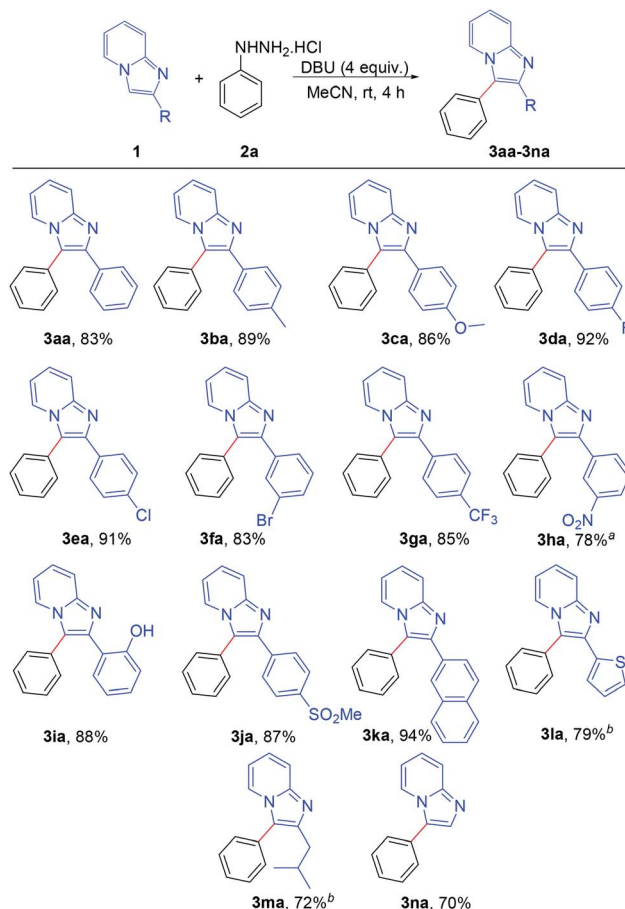 NHNH2.HCl
N
N
R
+
DBU (4 equiv.)
MeCN, rt, 4 h
N
N
R
1
2a
3aa-3na
N
N
3aa, 83%
N
N
3ba, 89%
N
N
O
3ca, 86%
N
N
F
3da, 92%
N
N
Cl
3ea, 91%
N
N
Br
3fa, 83%
N
N
CF3
3ga, 85%
N
N
O2N
3ha, 78%a
N
N
OH
3ia, 88%
N
N
SO2Me
3ja, 87%
N
N
3ka, 94%
N
N
S
3la, 79%b
N
N
3ma, 72%b
N
N
3na, 70%